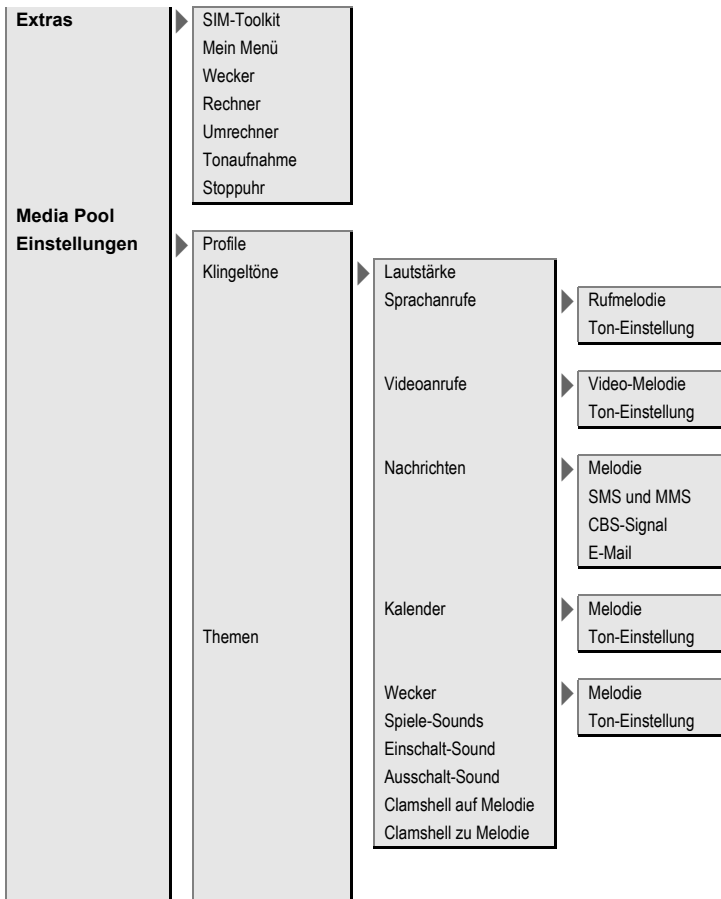 Extras
SIM-Toolkit
Mein Menü
Wecker
Rechner
Umrechner
Tonaufnahme
Stoppuhr
Media Pool
Einstellungen
Profile
Klingeltöne
Lautstärke
Sprachanrufe
Rufmelodie
Ton-Einstellung
Videoanrufe
Video-Melodie
Ton-Einstellung
Nachrichten
Melodie
SMS und MMS
CBS-Signal
E-Mail
Kalender
Melodie
Ton-Einstellung
Wecker
Melodie
Ton-Einstellung
Spiele-Sounds
Einschalt-Sound
Ausschalt-Sound
Clamshell auf Melodie
Clamshell zu Melodie
Themen